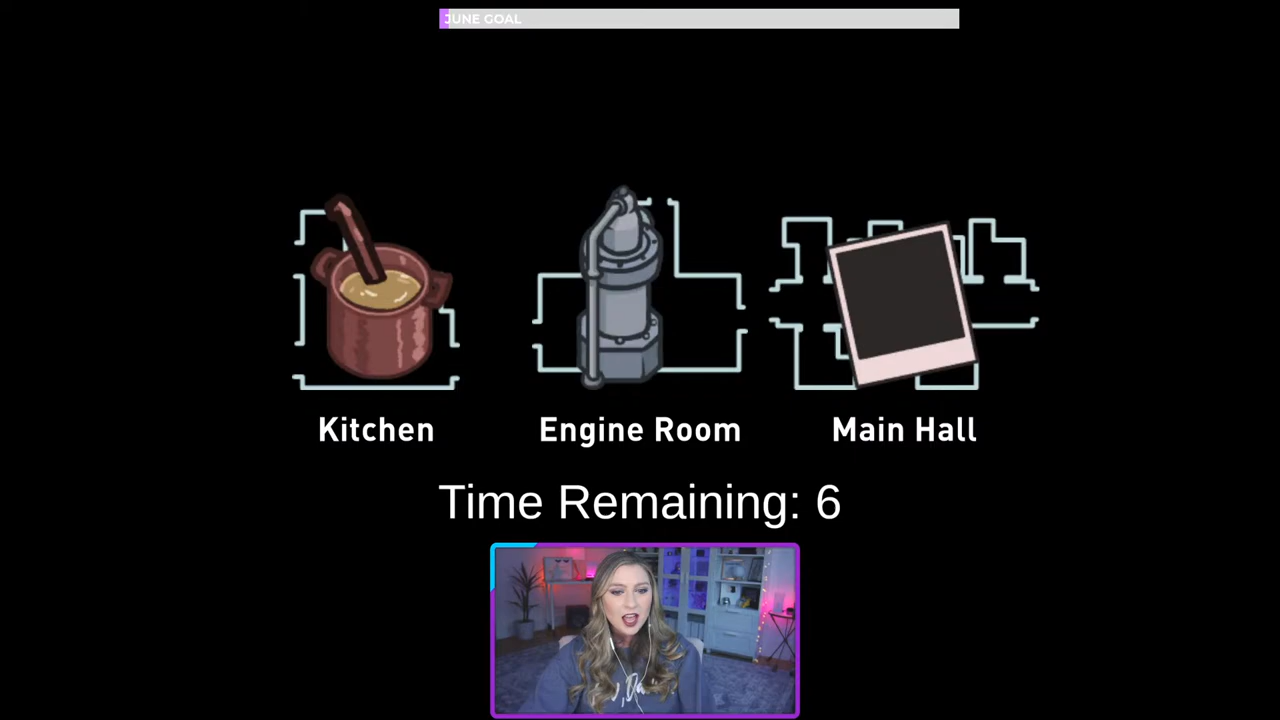 JUNE GOAL
Kitchen
Engine Room
Main Hall
Time Remaining: 6